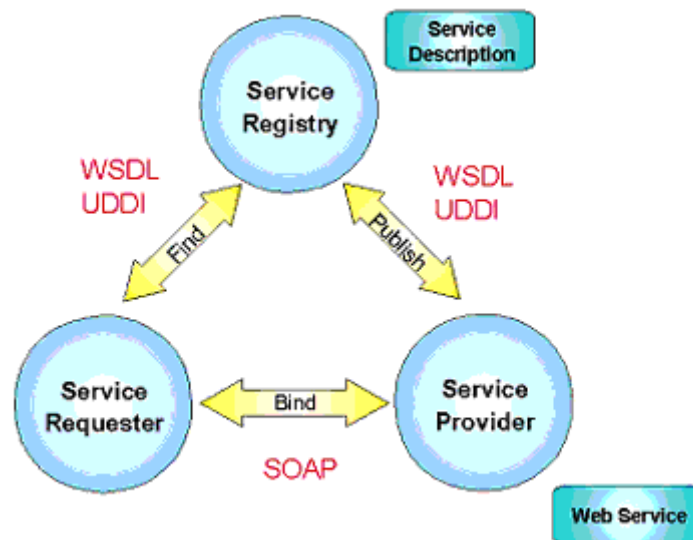 Service
Description
Service
Registry
WSDL
UDDI
WSDL
UDDI
Find
Publish
Service
Requester
Bind
Service
Provider
SOAP
Web Service